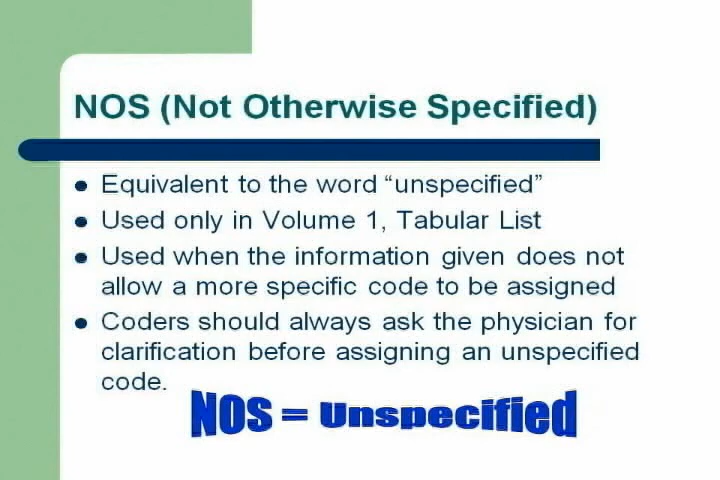 NOS (Not Otherwise Specified)
Equivalent to the word “unspecified”
Used only in Volume 1, Tabular List
Used when the information given does not
allow a more specific code to be assigned
Coders should always ask the physician for
clarification before assigning an unspecified
code.
NOS = Unspecified